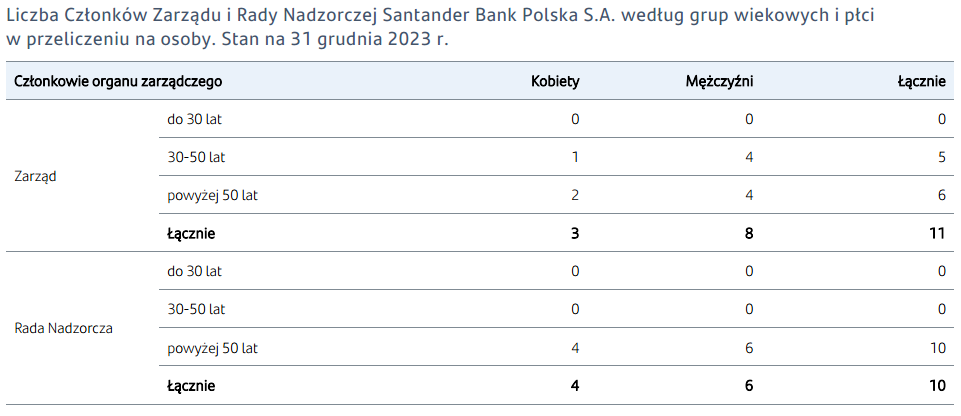 Liczba Członków Zarządu i Rady Nadzorczej Santander Bank Polska S.A. według grup wiekowych i płci
w przeliczeniu na osoby. Stan na 31 grudnia 2023 r.
Członkowie organu zarządczego Kobiety Mężczyźni Łącznie
do 30 lat 0 0 0
30-50 lat 1 4 5
Zarząd
powyżej 50 lat 2 4 6
Łącznie 3 8 11
do 30 lat 0 0 0
30-50 lat 0 0 0
Rada Nadzorcza
powyżej 50 lat 4 6 10
Łącznie 4 6 10